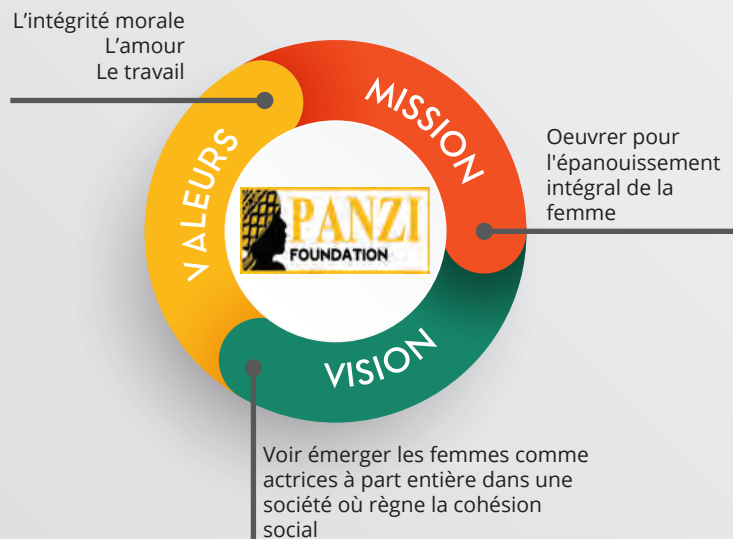 L’intégrité morale
L’amour
Le travail
MISSION
VALEURS
Oeuvrer pour
l'épanouissement
intégral de la
femme
PANZI
FOUNDATION
VISION
Voir émerger les femmes comme
actrices à part entière dans une
société où règne la cohésion
social